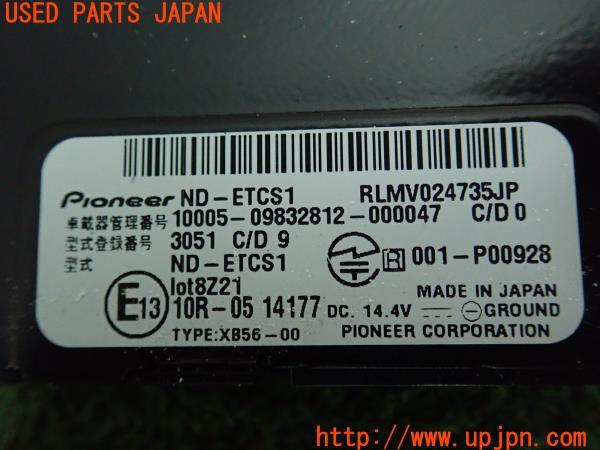 USED PARTS JAPAN
Pioneer ND-ETCS1 RLMV024735JP
車載器管理番号 10005-09832812-000047 C/D 0
型式登録番号 3051 C/D 9
型式 ND-ETCS1 R 001-P00928
lot8Z21
E13 10R-05 14177 DC. 14.4V GROUND
MADE IN JAPAN
TYPE:XB56-00 PIONEER CORPORATION
UPJ http://www.upjpn.com/